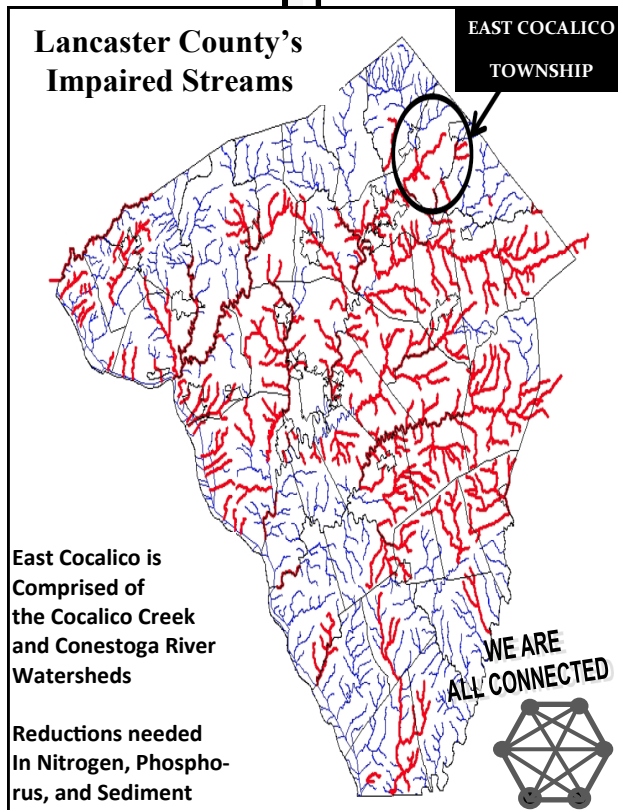 Lancaster County's
Impaired Streams
EAST COCALICO
TOWNSHIP
East Cocalico is
Comprised of
the Cocalico Creek
and Conestoga River
Watersheds
Reductions needed
In Nitrogen, Phospho-
rus, and Sediment
WE ARE
ALL CONNECTED